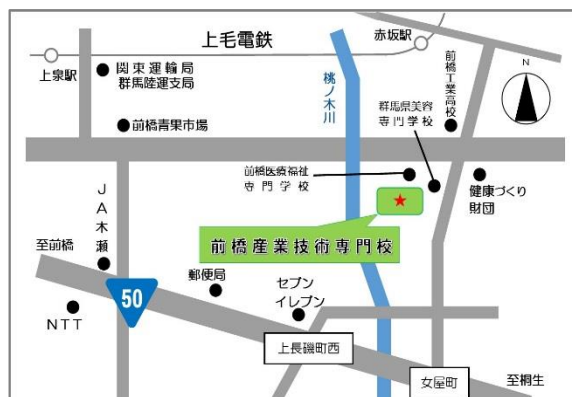 上毛電鉄
赤坂駅
上泉駅
関東運輸局
群馬陸運支局
前橋工業高校
N
桃ノ木川
群馬県美容
専門学校
前橋青果市場
前橋医療福祉
専門学校
健康づくり
財団
JA木瀬
至前橋
前橋産業技術専門校
50
郵便局
セブン
イレブン
NTT
上長磯町西
女屋町
至桐生